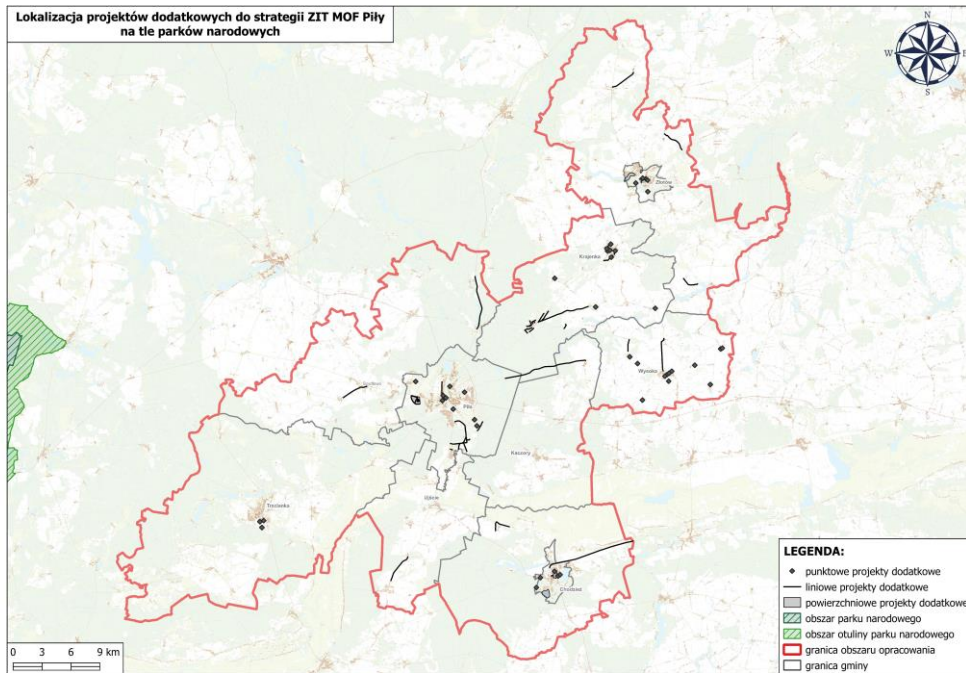 Lokalizacja projektów dodatkowych do strategii ZIT MOF Piły
na tle parków narodowych
N
W
E
S
Złotów
Krajenka
Wysoka
Piła
Kaczory
Trzcianka
Ujście
Chodzież
LEGENDA:
punktowe projekty dodatkowe
liniowe projekty dodatkowe
powierzchniowe projekty dodatkowe
obszar parku narodowego
obszar otuliny parku narodowego
granica obszaru opracowania
granica gminy
0 3 6 9 km